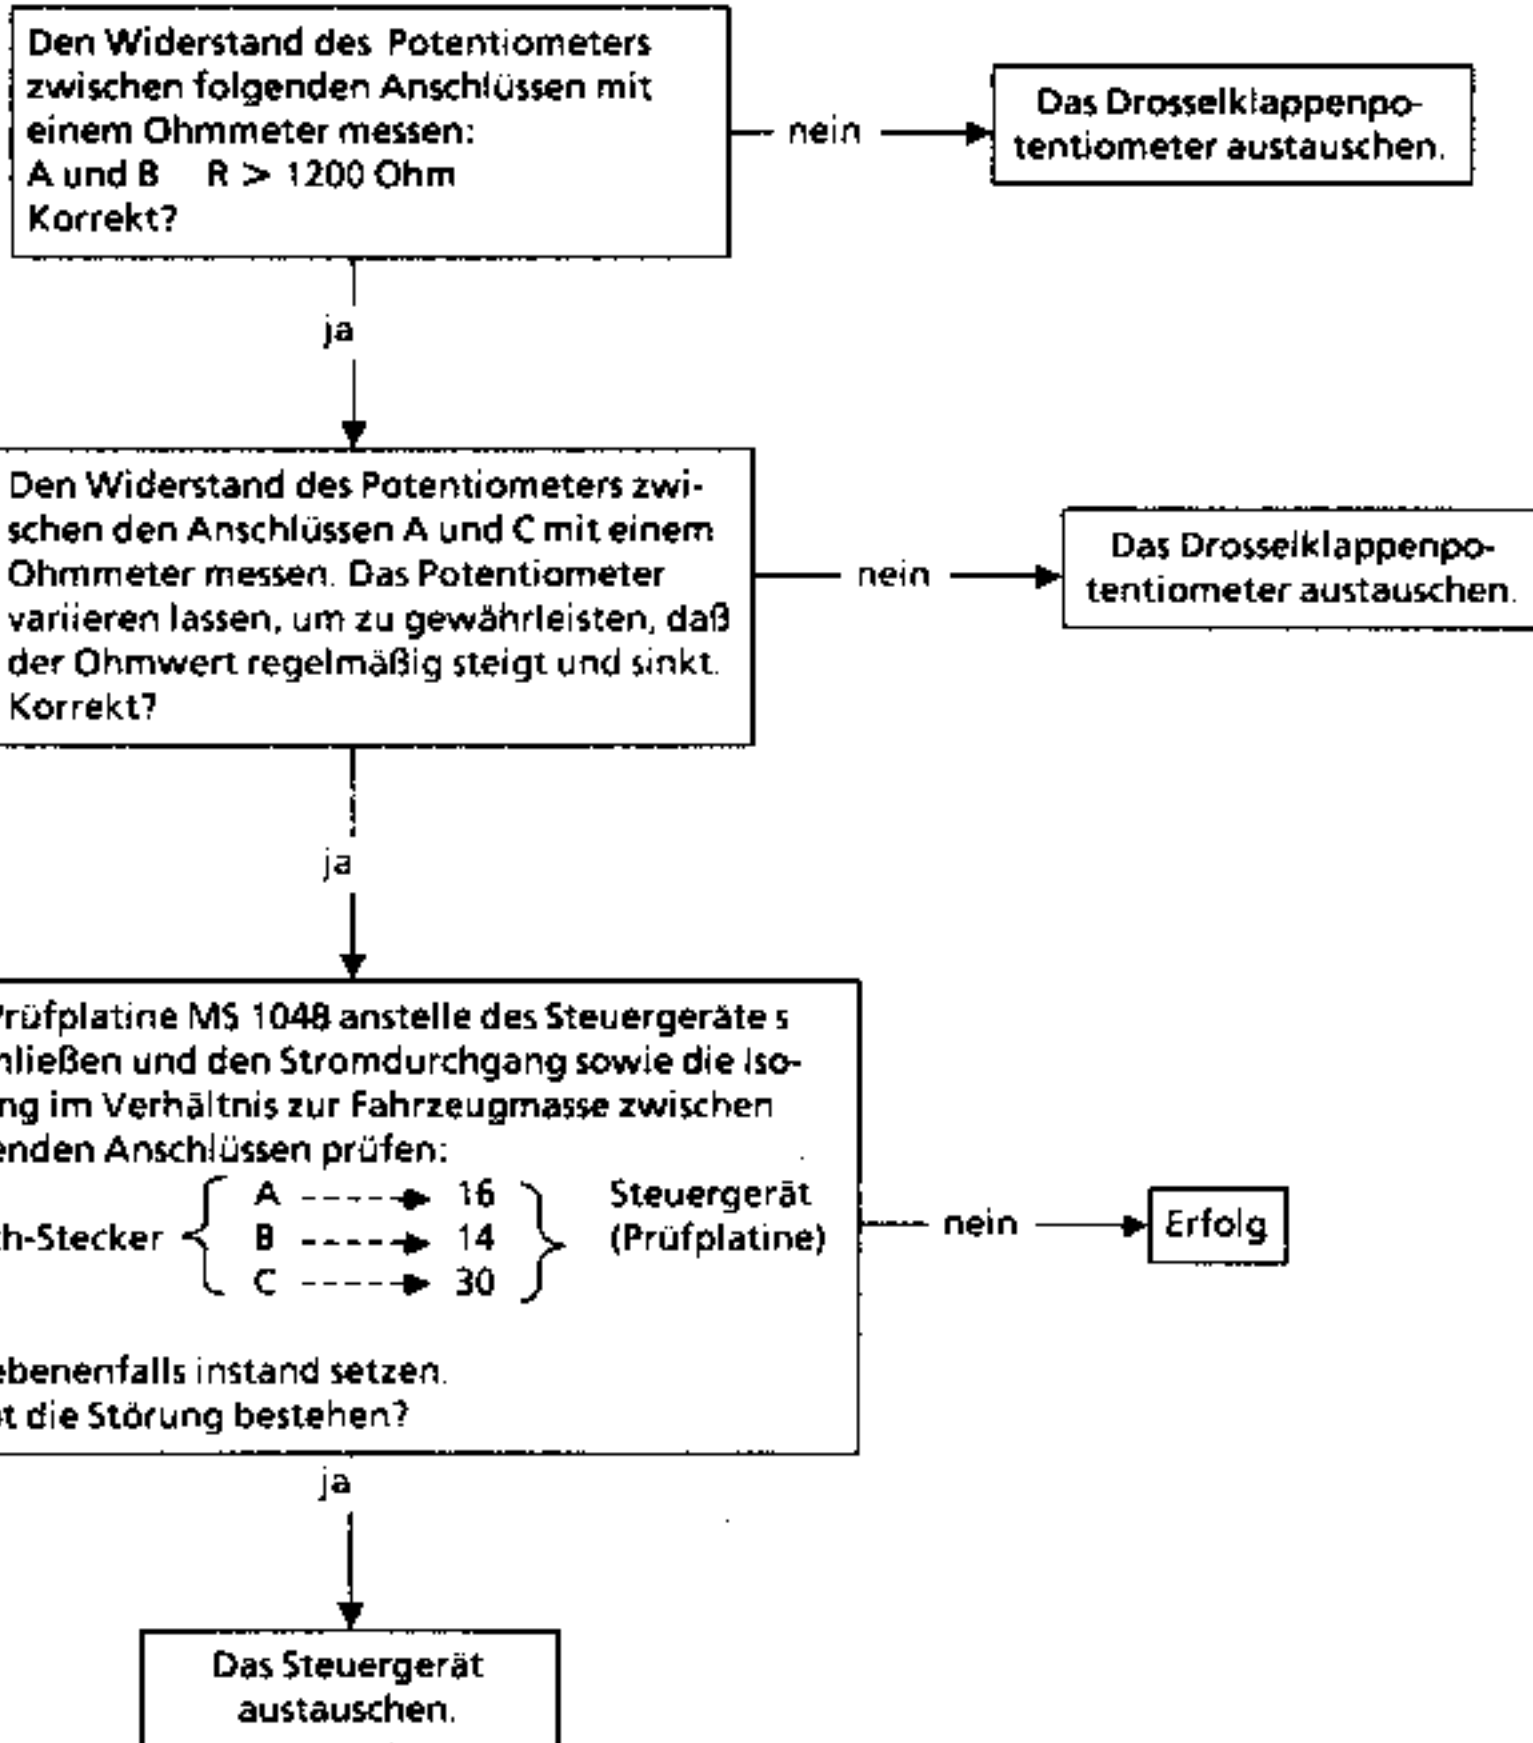 Den Widerstand des Potentiometers
zwischen folgenden Anschlüssen mit
einem Ohmmeter messen:
A und B R > 1200 Ohm
Korrekt?
nein
Das Drosselklappenpo-
tentiometer austauschen.
ja
Den Widerstand des Potentiometers zwi-
schen den Anschlüssen A und C mit einem
Ohmmeter messen. Das Potentiometer
variieren lassen, um zu gewährleisten, daß
der Ohmwert regelmäßig steigt und sinkt.
Korrekt?
nein
Das Drosselklappenpo-
tentiometer austauschen.
ja
Prüfplatine MS 1048 anstelle des Steuergeräte s
hließen und den Stromdurchgang sowie die Iso-
ng im Verhältnis zur Fahrzeugmasse zwischen
enden Anschlüssen prüfen:
A 16
B 14
C 30
ch-Stecker
Steuergerät
(Prüfplatine)
ebenenfalls instand setzen.
t die Störung bestehen?
nein
Erfolg
ja
Das Steuergerät
austauschen.